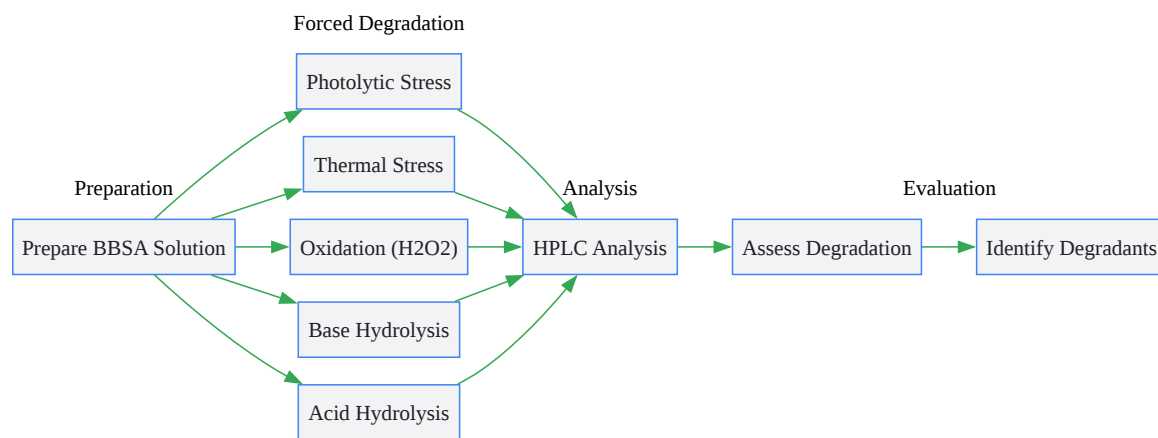 Forced Degradation
Photolytic Stress
Thermal Stress
Preparation
Analysis
Evaluation
Prepare BBSA Solution
Oxidation (H2O2)
HPLC Analysis
Assess Degradation
Identify Degradants
Base Hydrolysis
Acid Hydrolysis